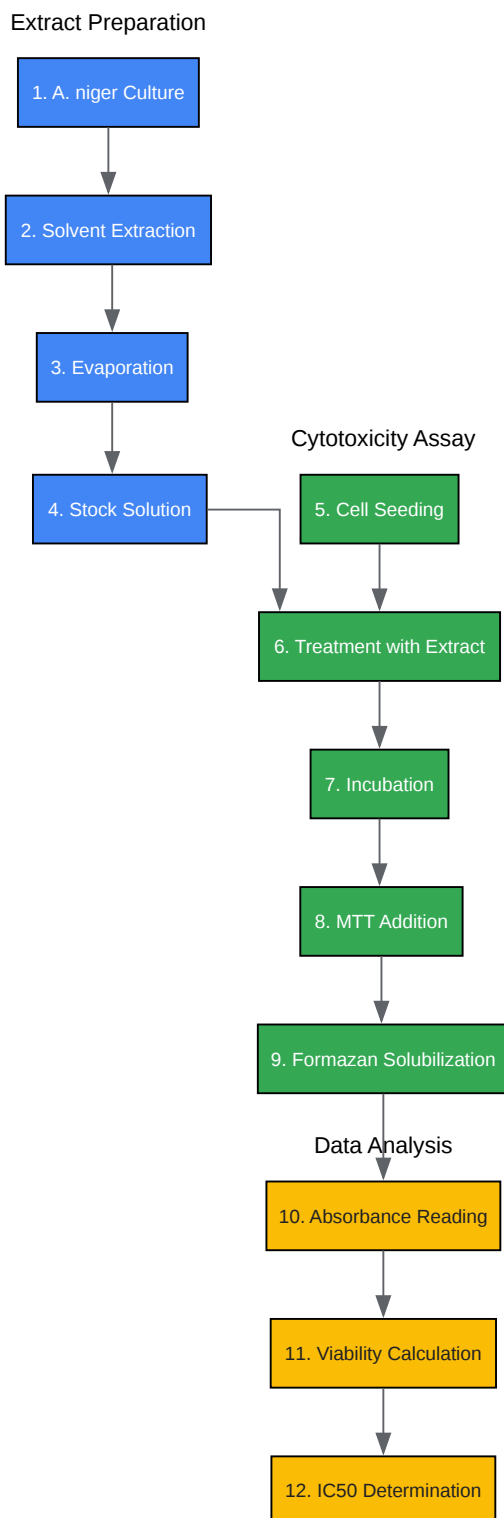 Extract Preparation
1. A. niger Culture
2. Solvent Extraction
3. Evaporation
4. Stock Solution
Cytotoxicity Assay
5. Cell Seeding
6. Treatment with Extract
7. Incubation
8. MTT Addition
9. Formazan Solubilization
Data Analysis
10. Absorbance Reading
11. Viability Calculation
12. IC50 Determination